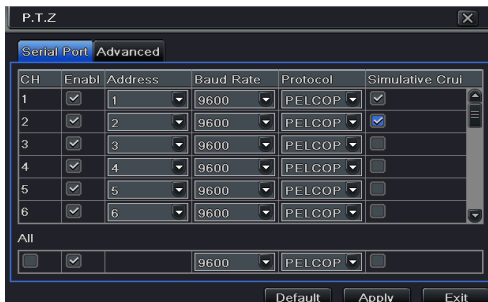 P.T.Z
Serial Port Advanced
CH Enabl Address Baud Rate Protocol Simulative Crui
1 1 9600 PELCOP
2 2 9600 PELCOP
3 3 9600 PELCOP
4 4 9600 PELCOP
5 5 9600 PELCOP
6 6 9600 PELCOP
All
9600 PELCOP
Default Apply Exit